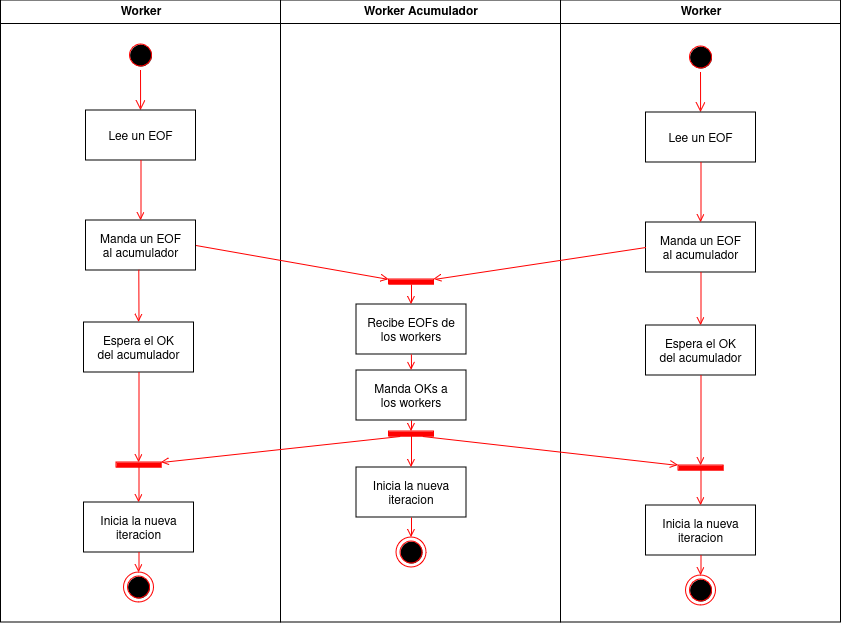 Worker
Worker Acumulador
Worker
Lee un EOF
Lee un EOF
Manda un EOF
al acumulador
Manda un EOF
al acumulador
Recibe EOFs de
los workers
Espera el OK
del acumulador
Espera el OK
del acumulador
Manda OKs a
los workers
Inicia la nueva
iteracion
Inicia la nueva
iteracion
Inicia la nueva
iteracion